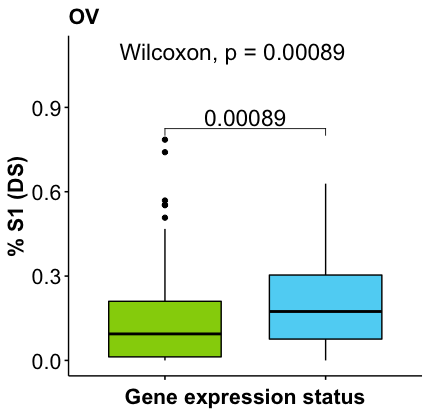 OV
Wilcoxon, p = 0.00089
0.00089
0.9
0.6
0.3
0.0
% S1 (DS)
Gene expression status